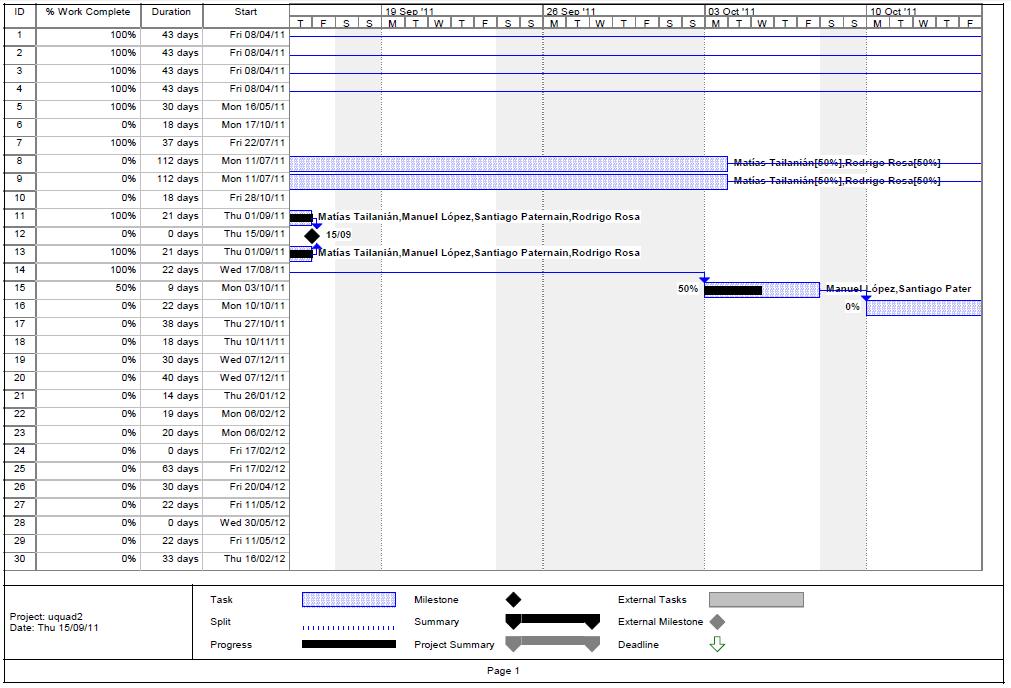 ID % Work Complete Duration Start 19 Sep '11 26 Sep '11 03 Oct '11 10 Oct '11
T F S S M T W T F S S M T W T F S S M T W T F S S M T W T F
1 100% 43 days Fri 08/04/11
2 100% 43 days Fri 08/04/11
3 100% 43 days Fri 08/04/11
4 100% 43 days Fri 08/04/11
5 100% 30 days Mon 16/05/11
6 0% 18 days Mon 17/10/11
7 100% 37 days Fri 22/07/11
8 0% 112 days Mon 11/07/11 Matías Tailanián[50%],Rodrigo Rosa[50%]
9 0% 112 days Mon 11/07/11 Matías Tailanián[50%],Rodrigo Rosa[50%]
10 0% 18 days Fri 28/10/11
11 100% 21 days Thu 01/09/11 Matías Tailanián,Manuel López,Santiago Paternain,Rodrigo Rosa
12 0% 0 days Thu 15/09/11 15/09
13 100% 21 days Thu 01/09/11 Matías Tailanián,Manuel López,Santiago Paternain,Rodrigo Rosa
14 100% 22 days Wed 17/08/11
15 50% 9 days Mon 03/10/11 50% Manuel López,Santiago Pater
16 0% 22 days Mon 10/10/11 0%
17 0% 38 days Thu 27/10/11
18 0% 18 days Thu 10/11/11
19 0% 30 days Wed 07/12/11
20 0% 40 days Wed 07/12/11
21 0% 14 days Thu 26/01/12
22 0% 19 days Mon 06/02/12
23 0% 20 days Mon 06/02/12
24 0% 0 days Fri 17/02/12
25 0% 63 days Fri 17/02/12
26 0% 30 days Fri 20/04/12
27 0% 22 days Fri 11/05/12
28 0% 0 days Wed 30/05/12
29 0% 22 days Fri 11/05/12
30 0% 33 days Thu 16/02/12
Project: uquad2
Date: Thu 15/09/11
Task Milestone External Tasks
Split Summary External Milestone
Progress Project Summary Deadline
Page 1